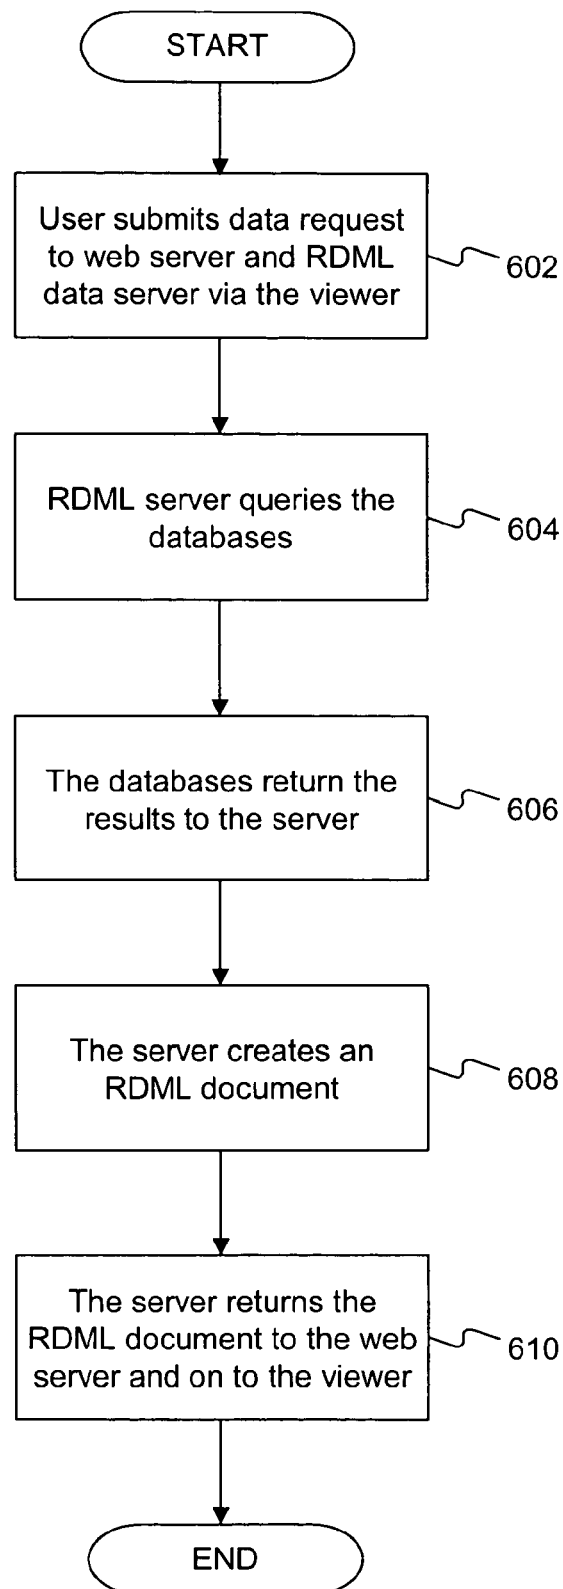 START
User submits data request
to web server and RDML
data server via the viewer
602
RDML server queries the
databases
604
The databases return the
results to the server
606
The server creates an
RDML document
608
The server returns the
RDML document to the web
server and on to the viewer
610
END